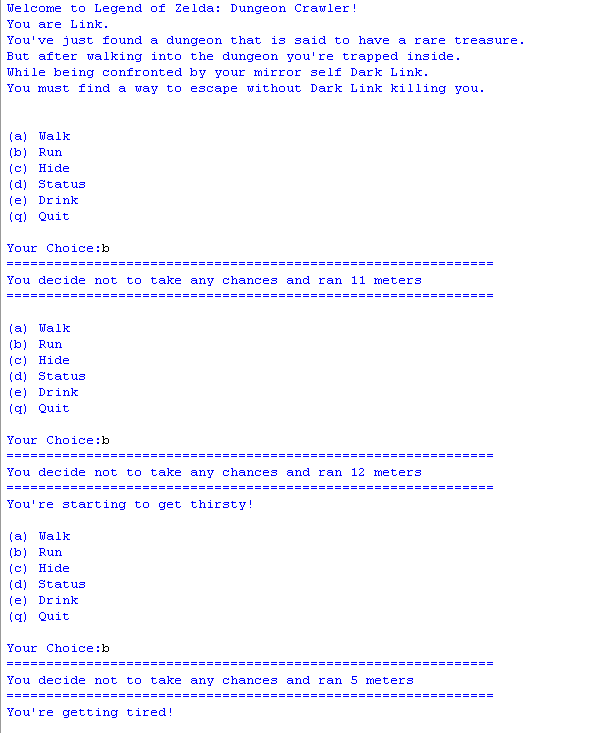 Welcome to Legend of Zelda: Dungeon Crawler!
You are Link.
You've just found a dungeon that is said to have a rare treasure.
But after walking into the dungeon you're trapped inside.
While being confronted by your mirror self Dark Link.
You must find a way to escape without Dark Link killing you.
(a) Walk
(b) Run
(c) Hide
(d) Status
(e) Drink
(q) Quit
Your Choice:b
==============================================================
You decide not to take any chances and ran 11 meters
==============================================================
(a) Walk
(b) Run
(c) Hide
(d) Status
(e) Drink
(q) Quit
Your Choice:b
==============================================================
You decide not to take any chances and ran 12 meters
==============================================================
You're starting to get thirsty!
(a) Walk
(b) Run
(c) Hide
(d) Status
(e) Drink
(q) Quit
Your Choice:b
==============================================================
You decide not to take any chances and ran 5 meters
==============================================================
You're getting tired!